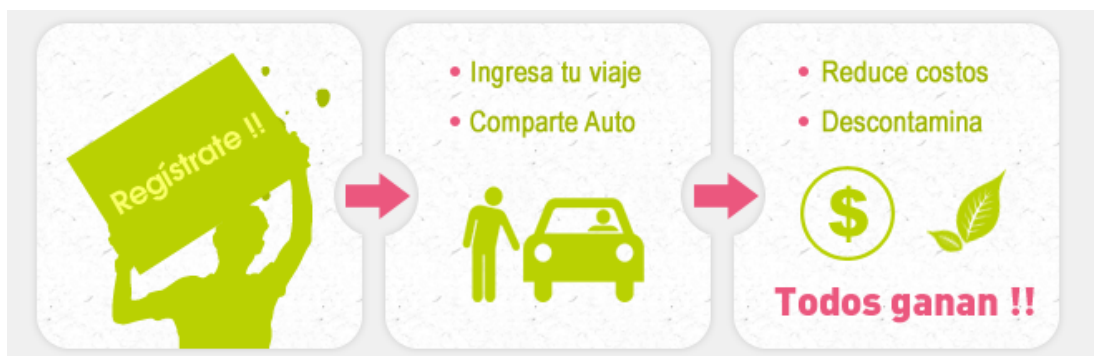 Regístrate !!
• Ingresa tu viaje
• Comparte Auto
• Reduce costos
• Descontamina
$
Todos ganan !!